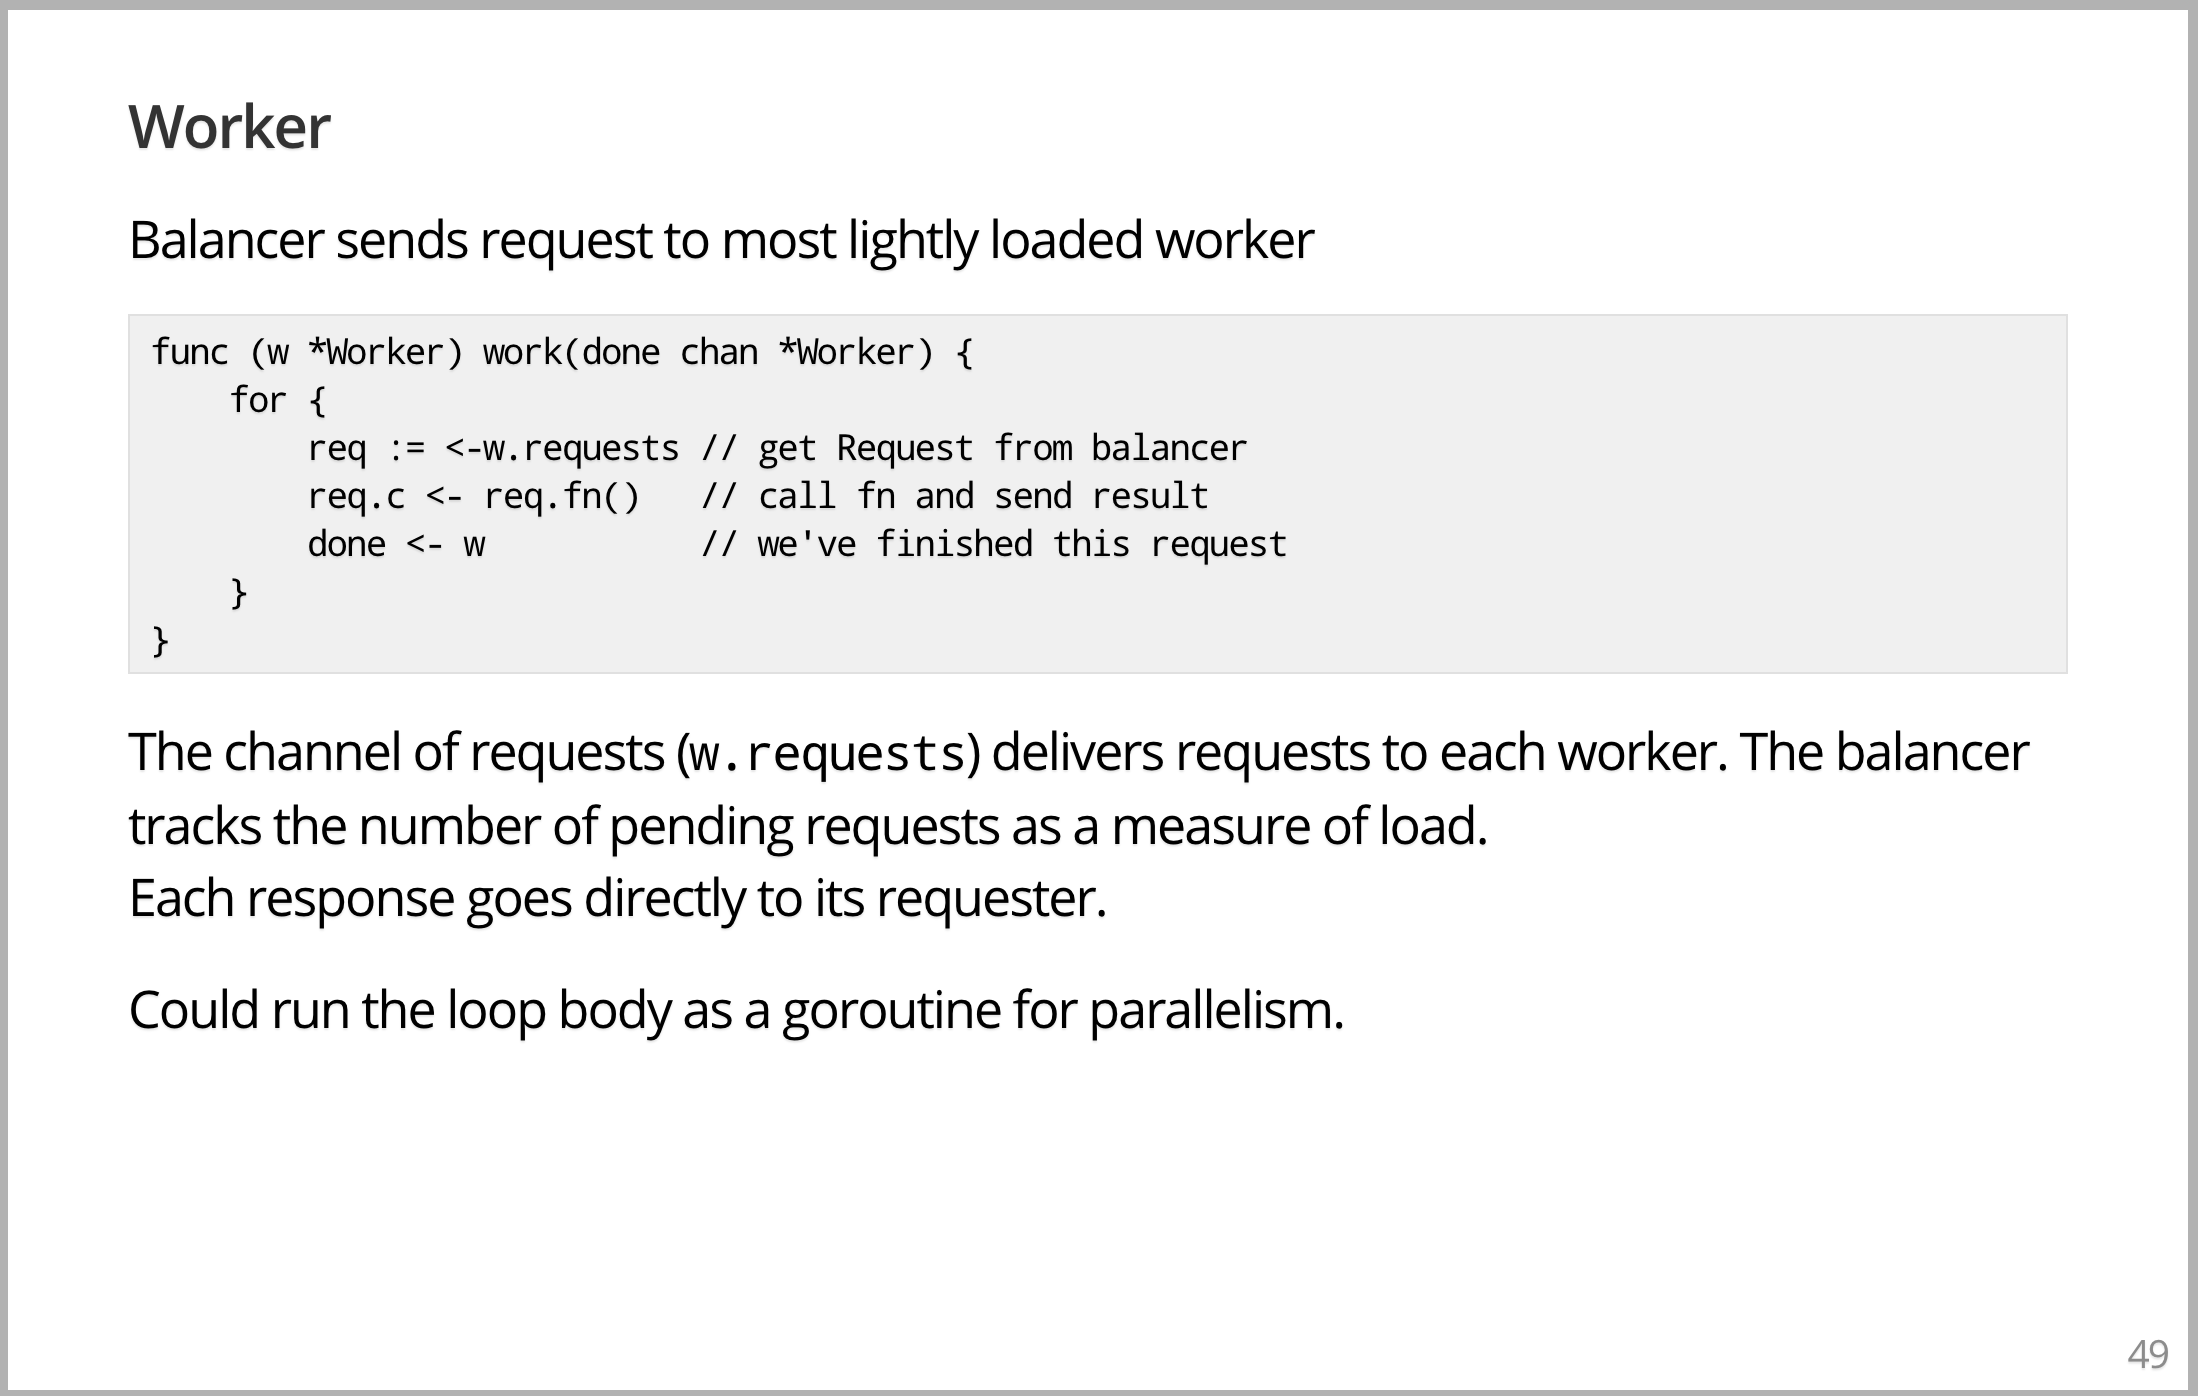 Worker
Balancer sends request to most lightly loaded worker
func (w *Worker) work(done chan *Worker) {
    for {
        req := <-w.requests // get Request from balancer
        req.c <- req.fn()   // call fn and send result
        done <- w           // we've finished this request
    }
}
The channel of requests (w.requests) delivers requests to each worker. The balancer
tracks the number of pending requests as a measure of load.
Each response goes directly to its requester.
Could run the loop body as a goroutine for parallelism.
49